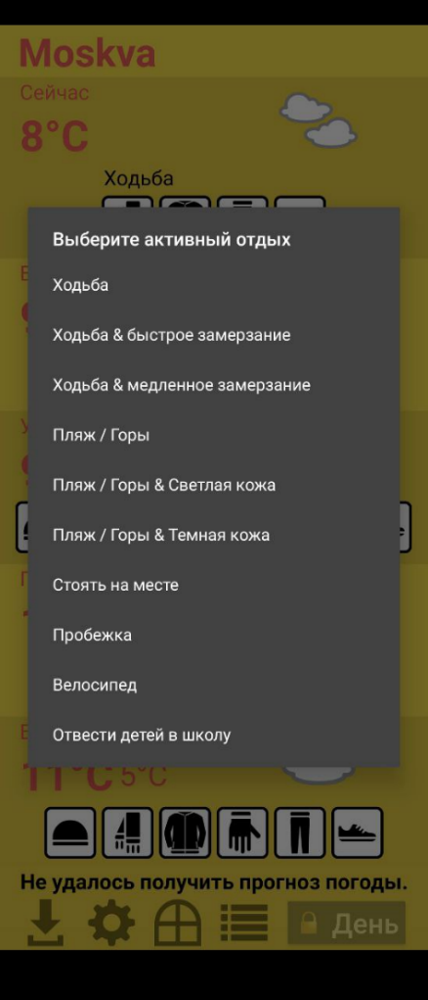 Moskva
Сейчас
8°C
Ходьба
Выберите активный отдых
Ходьба
Ходьба & быстрое замерзание
Ходьба & медленное замерзание
Пляж / Горы
Пляж / Горы & Светлая кожа
Пляж / Горы & Темная кожа
Стоять на месте
Пробежка
Велосипед
Отвести детей в школу
11°C 5°C
Не удалось получить прогноз погоды.
День